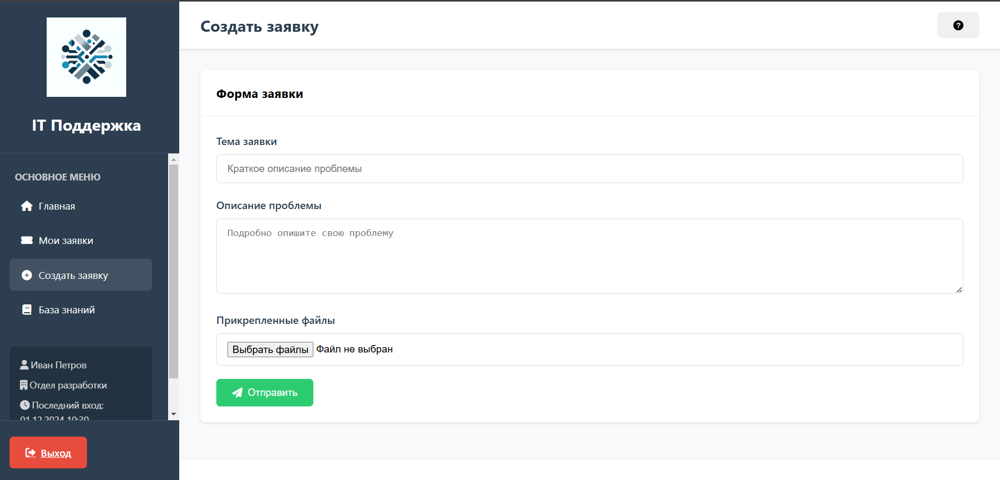 IT Поддержка
ОСНОВНОЕ МЕНЮ
Главная
Мои заявки
Создать заявку
База знаний
Иван Петров
Отдел разработки
Последний вход:
01.12.2024 10:30
Выход
Создать заявку
Форма заявки
Тема заявки
Краткое описание проблемы
Описание проблемы
Подробно опишите свою проблему
Прикрепленные файлы
Выбрать файлы Файл не выбран
Отправить